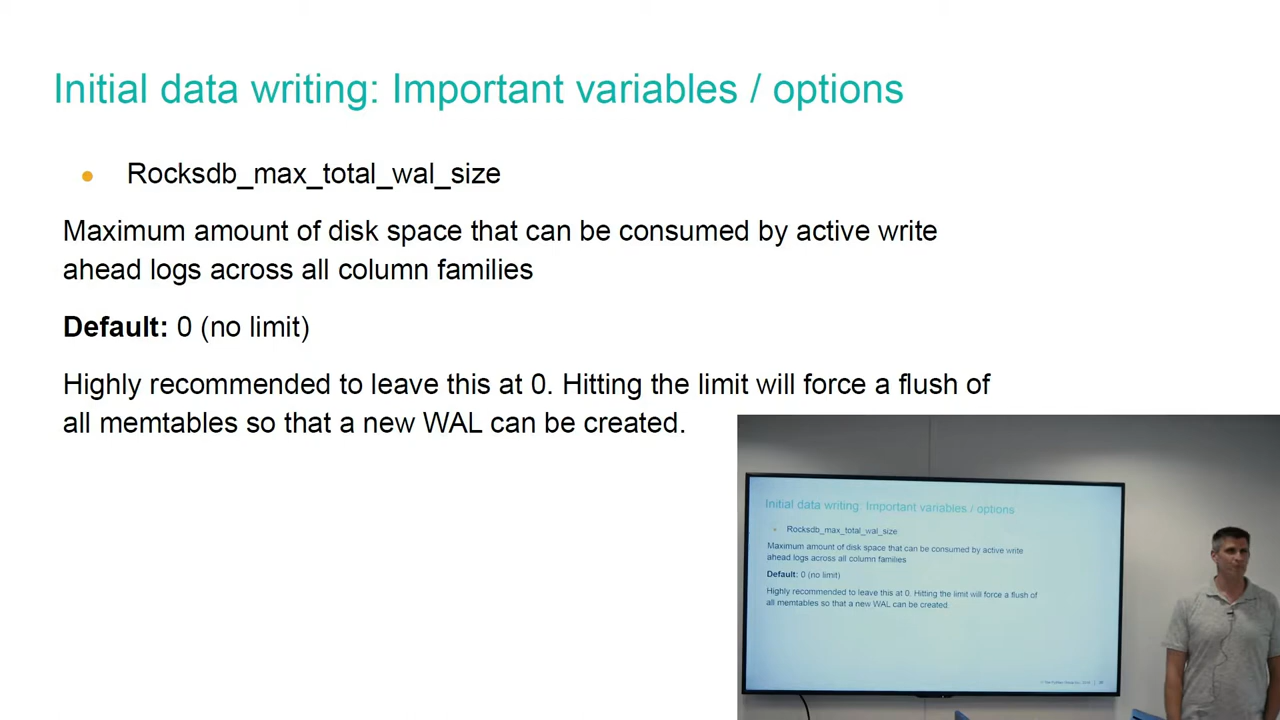 Initial data writing: Important variables / options
Rocksdb_max_total_wal_size
Maximum amount of disk space that can be consumed by active write
ahead logs across all column families
Default: 0 (no limit)
Highly recommended to leave this at 0. Hitting the limit will force a flush of
all memtables so that a new WAL can be created.
Initial data writing: Important variables / options
Rocksdb_max_total_wal_size
Maximum amount of disk space that can be consumed by active write
ahead logs across all column families
Default: 0 (no limit)
Highly recommended to leave this at 0. Hitting the limit will force a flush of
all memtables so that a new WAL can be created.